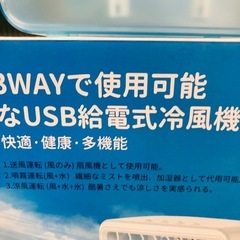 3WAYで使用可能
なUSB給電式冷風機
快適・健康・多機能
1.送風運転(風のみ)扇風機として使用可能。
2.噴霧運転(風+水) 繊細なミストを噴出、加湿器として代用可能
3.涼風運転(風+水+氷) 酷暑さえでも涼しさを実感られる。